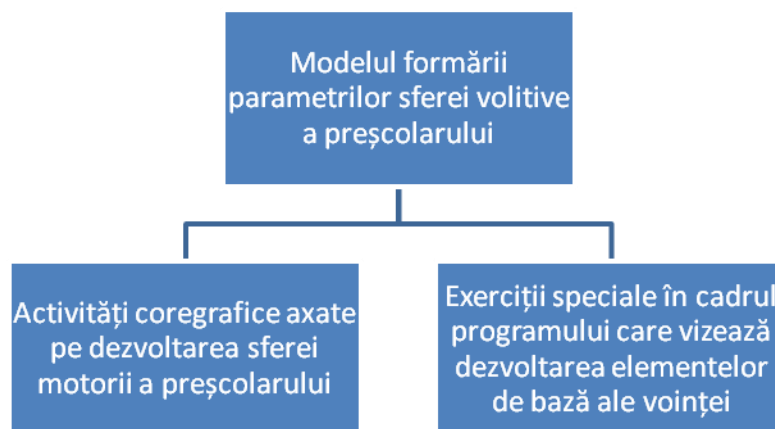 Modelul formării
parametrilor sferei volitive
a preșcolarului
Activități coregrafice axate
pe dezvoltarea sferei
motorii a preșcolarului
Exerciții speciale în cadrul
programului care vizează
dezvoltarea elementelor
de bază ale voinței